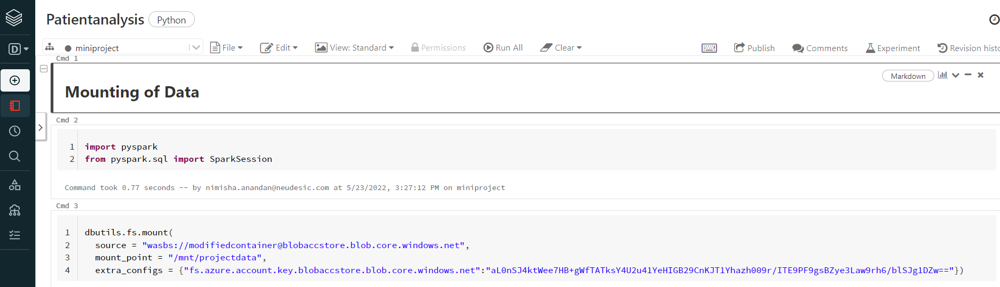 Patientanalysis Python
D miniproject File Edit View: Standard Permissions Run All Clear Publish Comments Experiment Revision histo
Cmd 1
Markdown
Mounting of Data
Cmd 2
1 import pyspark
2 from pyspark.sql import SparkSession
Command took 0.77 seconds -- by nimisha.anandan@neudesic.com at 5/23/2022, 3:27:12 PM on miniproject
Cmd 3
1 dbutils.fs.mount(
2 source = "wasbs://modifiedcontainer@blobaccstore.blob.core.windows.net",
3 mount_point = "/mnt/projectdata",
4 extra_configs = {"fs.azure.account.key.blobaccstore.blob.core.windows.net":"aL0nSJ4ktWee7HB+gWfTATksY4U2u41YeHIGB29CnKJT1Yhazh009r/ITE9PF9gsBZye3Law9rh6/blSJg1DZw=="})